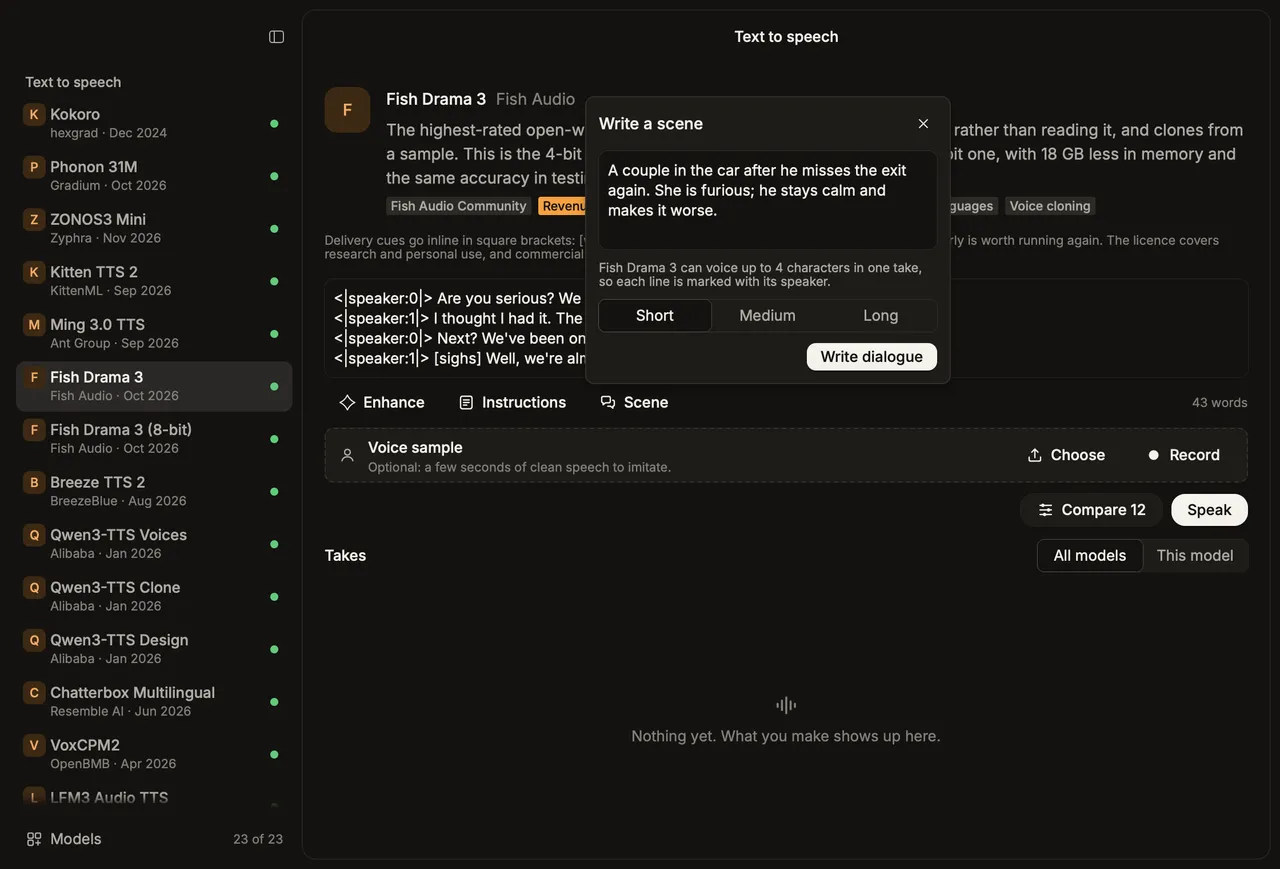 Text to speech
Text to speech
K Kokoro
hexgrad · Dec 2024
P Phonon 31M
Gradium · Oct 2026
Z ZONOS3 Mini
Zyphra · Nov 2026
K Kitten TTS 2
KittenML · Sep 2026
M Ming 3.0 TTS
Ant Group · Sep 2026
F Fish Drama 3
Fish Audio · Oct 2026
F Fish Drama 3 (8-bit)
Fish Audio · Oct 2026
B Breeze TTS 2
BreezeBlue · Aug 2026
Q Qwen3-TTS Voices
Alibaba · Jan 2026
Q Qwen3-TTS Clone
Alibaba · Jan 2026
Q Qwen3-TTS Design
Alibaba · Jan 2026
C Chatterbox Multilingual
Resemble AI · Jun 2026
V VoxCPM2
OpenBMB · Apr 2026
L LFM3 Audio TTS
Models 23 of 23
F
Fish Drama 3 Fish Audio
The highest-rated open-w rather than reading it, and clones from
a sample. This is the 4-bit bit one, with 18 GB less in memory and
the same accuracy in testi
Fish Audio Community Revenu guages Voice cloning
Delivery cues go inline in square brackets: rly is worth running again. The licence covers
research and personal use, and commercial
<|speaker:0|> Are you serious? We
<|speaker:1|> I thought I had it. The
<|speaker:0|> Next? We've been on
<|speaker:1|> [sighs] Well, we're alm
Write a scene
A couple in the car after he misses the exit
again. She is furious; he stays calm and
makes it worse.
Fish Drama 3 can voice up to 4 characters in one take,
so each line is marked with its speaker.
Short Medium Long
Write dialogue
Enhance Instructions Scene 43 words
Voice sample
Optional: a few seconds of clean speech to imitate.
Choose Record
Compare 12 Speak
Takes All models This model
Nothing yet. What you make shows up here.